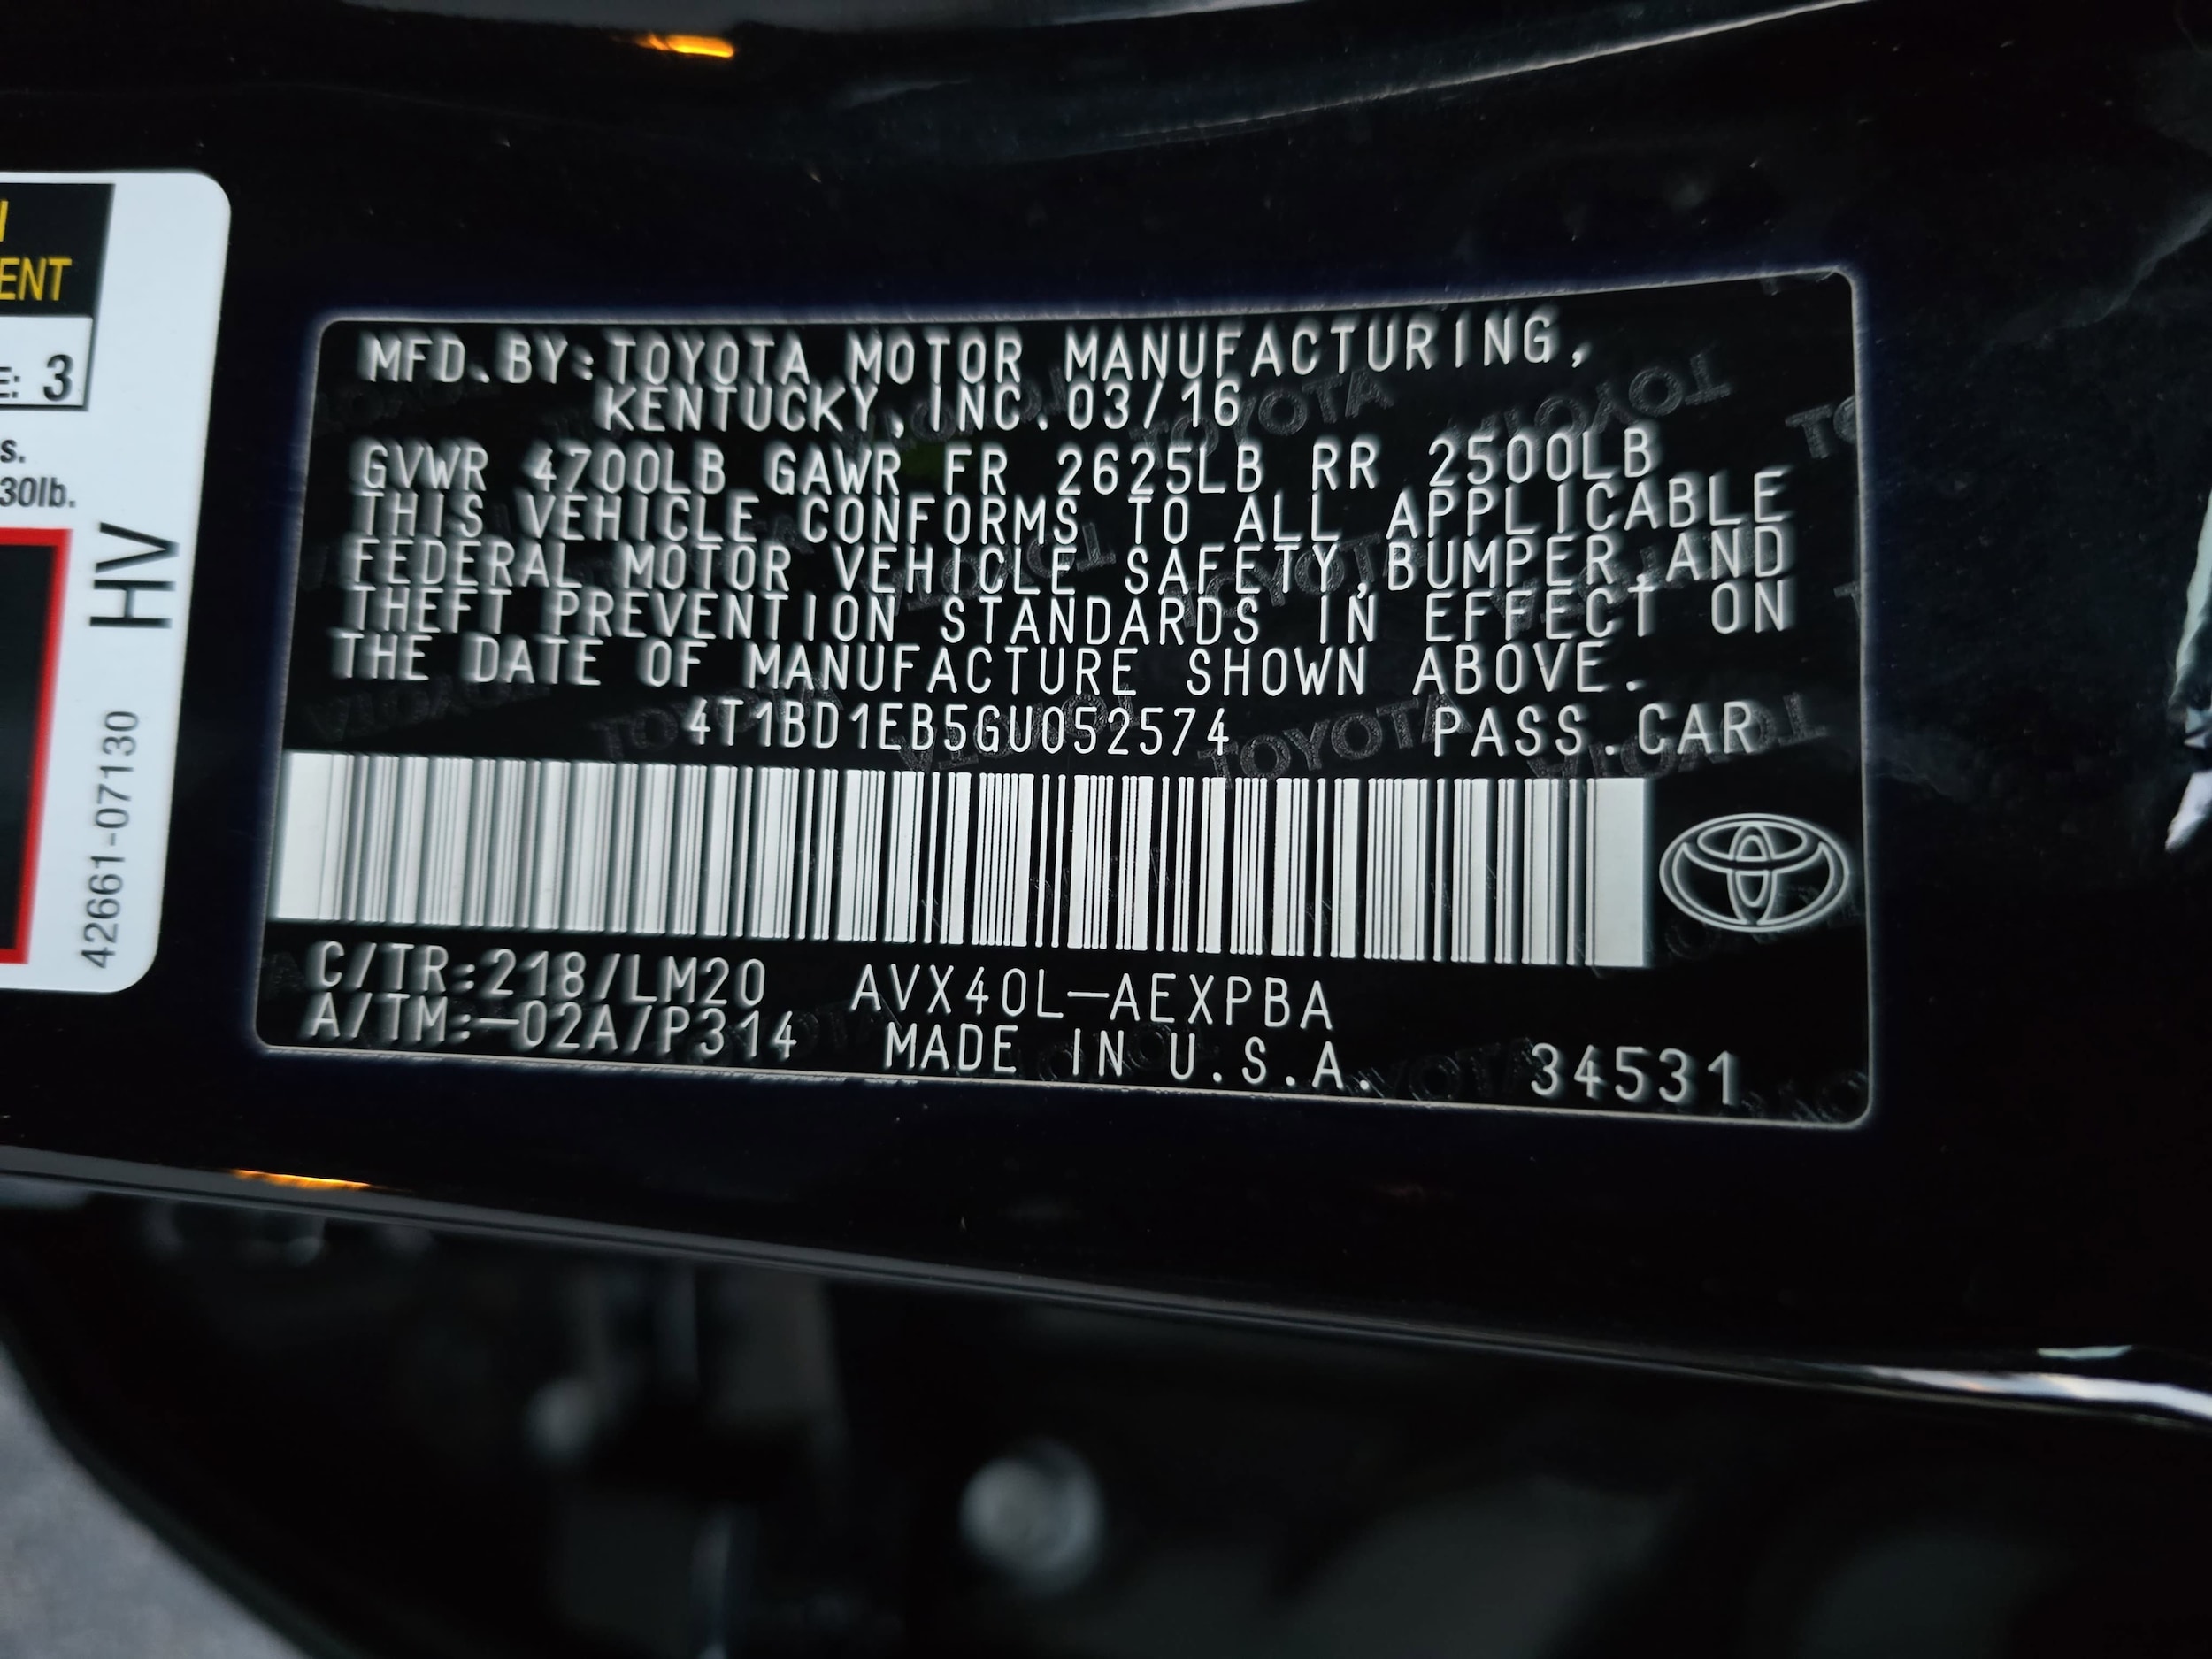 ENT
E: 3
s.
30lb.
HV
42661-07130
MFD.BY:TOYOTA MOTOR MANUFACTURING,
KENTUCKY,INC.03/16
GVWR 4700LB GAWR FR 2625LB RR 2500LB
THIS VEHICLE CONFORMS TO ALL APPLICABLE
FEDERAL MOTOR VEHICLE SAFETY,BUMPER,AND
THEFT PREVENTION STANDARDS IN EFFECT ON
THE DATE OF MANUFACTURE SHOWN ABOVE.
4T1BD1EB5GU052574 PASS.CAR
C/TR:218/LM20 AVX40L-AEXPBA
A/TM:-02A/P314 MADE IN U.S.A. 34531